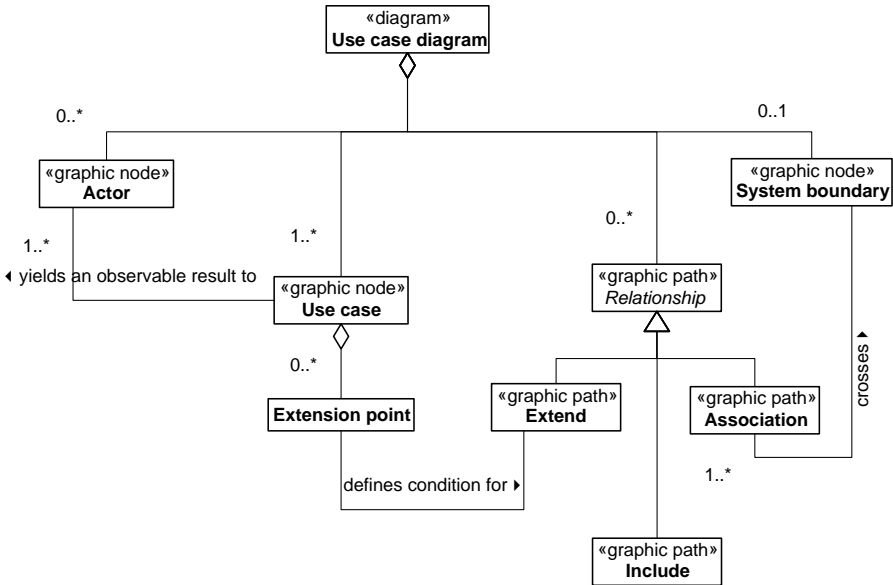 «diagram»
Use case diagram
0..*
0..1
«graphic node»
Actor
«graphic node»
System boundary
0..*
1..*
1..*
yields an observable result to
«graphic node»
Use case
«graphic path»
Relationship
crosses
0..*
Extension point
«graphic path»
Extend
«graphic path»
Association
1..*
defines condition for
«graphic path»
Include